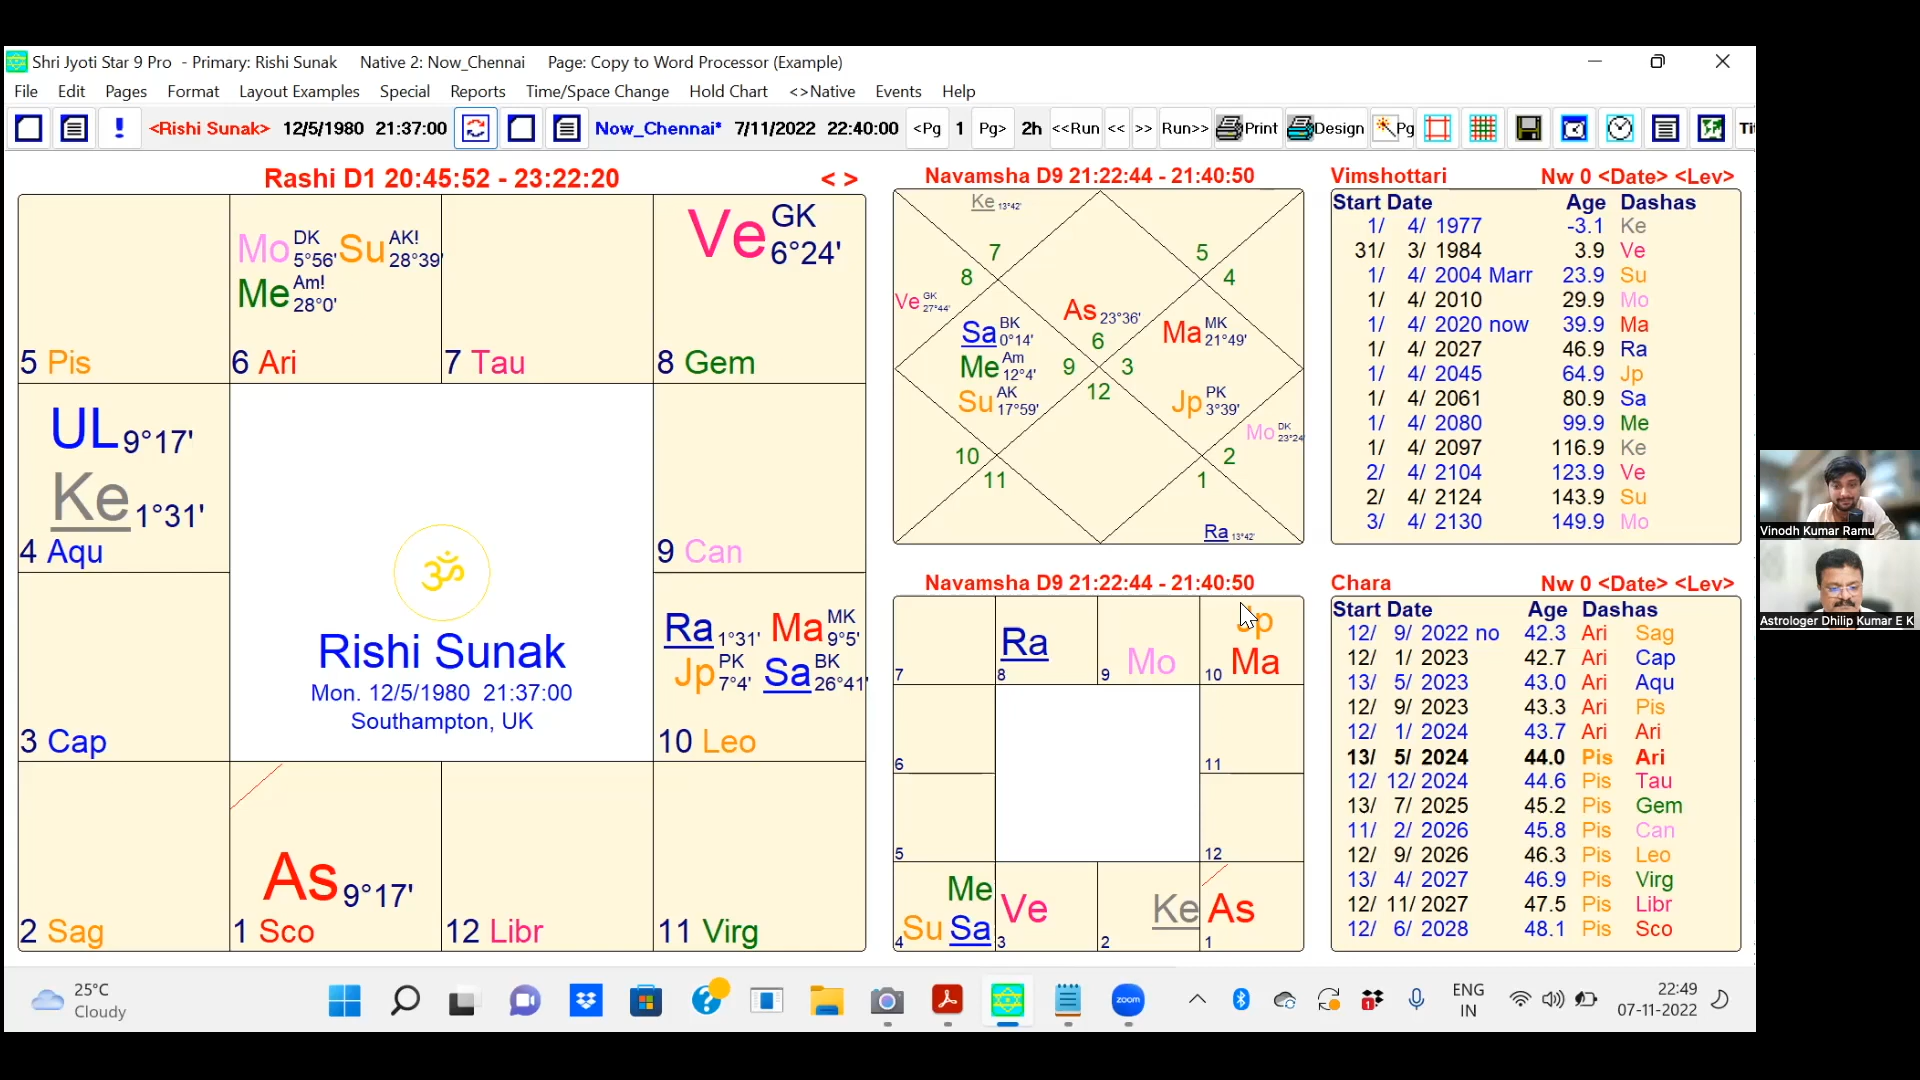 Shri Jyoti Star 9 Pro - Primary: Rishi Sunak Native 2: Now_Chennai Page: Copy to Word Processor (Example)
File Edit Pages Format Layout Examples Special Reports Time/Space Change Hold Chart <>Native Events Help
! <Rishi Sunak> 12/5/1980 21:37:00 Now_Chennai* 7/11/2022 22:40:00 <Pg 1 Pg> 2h <<Run << >> Run>> Print Design Pg
Rashi D1 20:45:52 - 23:22:20 < >
Mo DK 5°56' Su AK! 28°39'
Me Am! 28°0'
Ve GK 6°24'
5 Pis
6 Ari
7 Tau
8 Gem
UL 9°17'
Ke 1°31'
4 Aqu
9 Can
ॐ
Rishi Sunak
Mon. 12/5/1980 21:37:00
Southampton, UK
Ra 1°31' Ma MK 9°5'
Jp PK 7°4' Sa BK 26°41'
3 Cap
10 Leo
As 9°17'
2 Sag
1 Sco
12 Libr
11 Virg
Navamsha D9 21:22:44 - 21:40:50
Ke 13°42'
7
5
8
4
Ve GK 27°44'
As 23°36'
Sa BK 0°14'
Ma MK 21°49'
6
Me Am 12°4'
9
3
12
Su AK 17°59'
Jp PK 3°39'
Mo DK 23°24'
10
2
11
1
Ra 13°42'
Navamsha D9 21:22:44 - 21:40:50
7
Ra
8
Mo
9
Jp
Ma
10
6
11
5
12
Me
Su Sa
4
Ve
3
Ke
2
As
1
Vimshottari Nw 0 <Date> <Lev>
Start Date Age Dashas
1/ 4/ 1977 -3.1 Ke
31/ 3/ 1984 3.9 Ve
1/ 4/ 2004 Marr 23.9 Su
1/ 4/ 2010 29.9 Mo
1/ 4/ 2020 now 39.9 Ma
1/ 4/ 2027 46.9 Ra
1/ 4/ 2045 64.9 Jp
1/ 4/ 2061 80.9 Sa
1/ 4/ 2080 99.9 Me
1/ 4/ 2097 116.9 Ke
2/ 4/ 2104 123.9 Ve
2/ 4/ 2124 143.9 Su
3/ 4/ 2130 149.9 Mo
Chara Nw 0 <Date> <Lev>
Start Date Age Dashas
12/ 9/ 2022 no 42.3 Ari Sag
12/ 1/ 2023 42.7 Ari Cap
13/ 5/ 2023 43.0 Ari Aqu
12/ 9/ 2023 43.3 Ari Pis
12/ 1/ 2024 43.7 Ari Ari
13/ 5/ 2024 44.0 Pis Ari
12/ 12/ 2024 44.6 Pis Tau
13/ 7/ 2025 45.2 Pis Gem
11/ 2/ 2026 45.8 Pis Can
12/ 9/ 2026 46.3 Pis Leo
13/ 4/ 2027 46.9 Pis Virg
12/ 11/ 2027 47.5 Pis Libr
12/ 6/ 2028 48.1 Pis Sco
Vinodh Kumar Ramu
Astrologer Dhilip Kumar E K
25°C
Cloudy
zoom
1
ENG
IN
22:49
07-11-2022